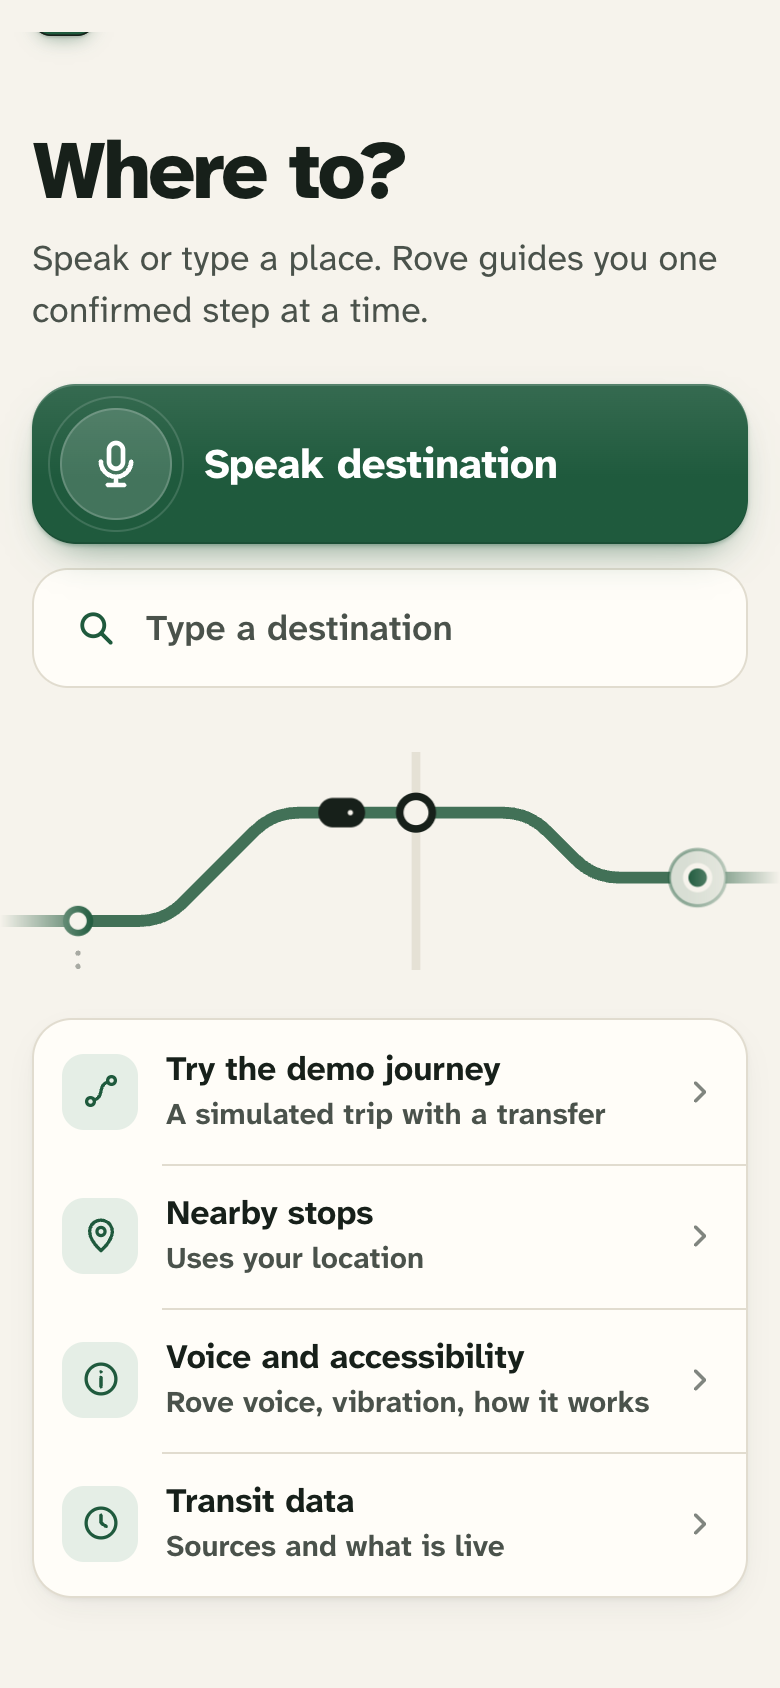 Where to?
Speak or type a place. Rove guides you one
confirmed step at a time.
Speak destination
Type a destination
Try the demo journey
A simulated trip with a transfer
Nearby stops
Uses your location
Voice and accessibility
Rove voice, vibration, how it works
Transit data
Sources and what is live